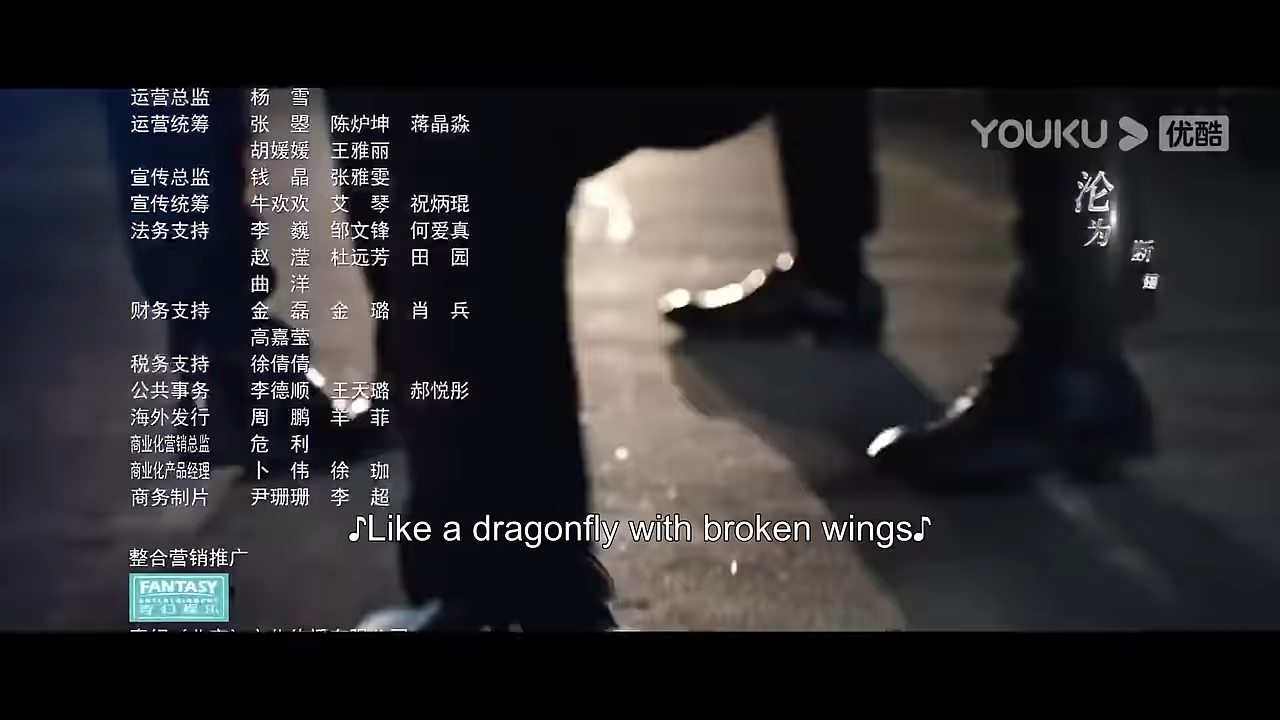 运营总监 杨 雪
运营统筹 张 曌 陈炉坤 蒋晶淼
胡媛媛 王雅丽
宣传总监 钱 晶 张雅雯
宣传统筹 牛欢欢 艾 琴 祝炳琨
法务支持 李 巍 邹文锋 何爱真
赵 滢 杜远芳 田 园
曲 洋
财务支持 金 磊 金 璐 肖 兵
高嘉莹
税务支持 徐倩倩
公共事务 李德顺 王天璐 郝悦彤
海外发行 周 鹏 羊 菲
商业化营销总监 危 利
商业化产品经理 卜 伟 徐 珈
商务制片 尹珊珊 李 超
YOUKU 优酷
沦
为
断
♪Like a dragonfly with broken wings♪
整合营销推广
FANTASY
ENTERTAINMENT
奇幻娱乐